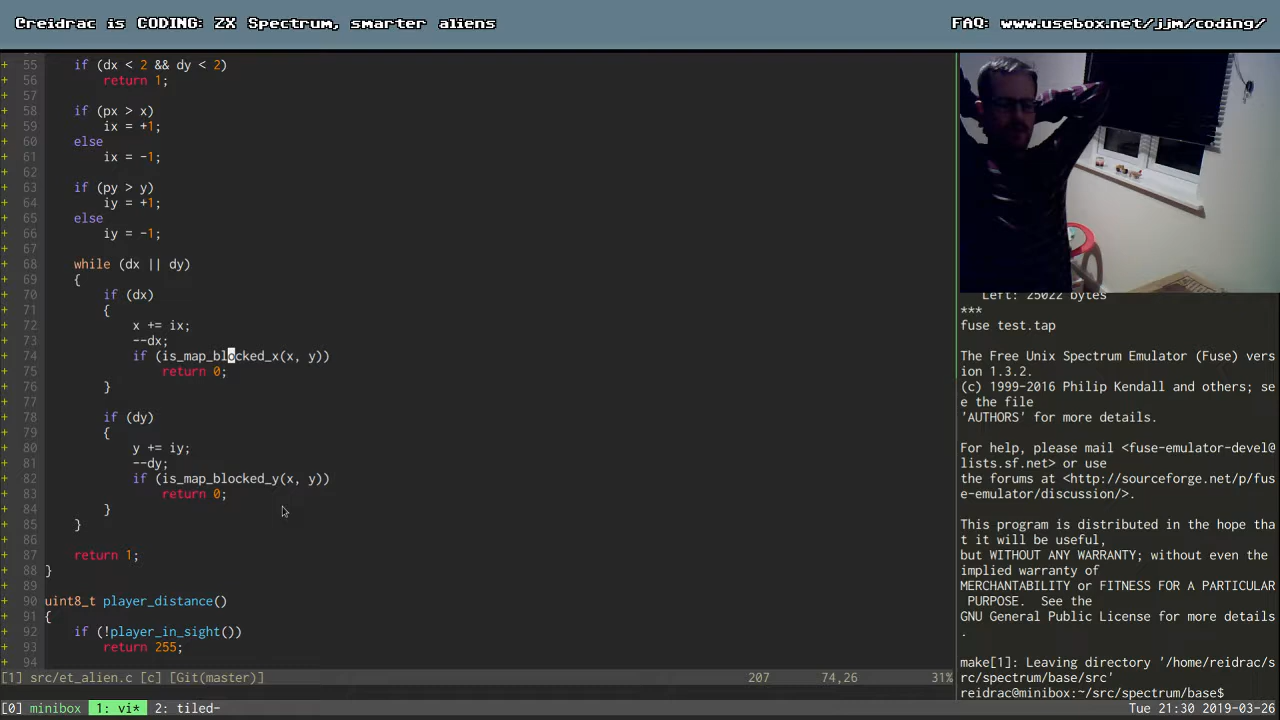 Creidrac is CODING: ZX Spectrum, smarter aliens
FAQ: www.usebox.net/jjm/coding/
+ 55 if (dx < 2 && dy < 2)
+ 56 return 1;
+ 57
+ 58 if (px > x)
+ 59 ix = +1;
+ 60 else
+ 61 ix = -1;
+ 62
+ 63 if (py > y)
+ 64 iy = +1;
+ 65 else
+ 66 iy = -1;
+ 67
+ 68 while (dx || dy)
+ 69 {
+ 70 if (dx)
+ 71 {
+ 72 x += ix;
+ 73 --dx;
+ 74 if (is_map_blocked_x(x, y))
+ 75 return 0;
+ 76 }
+ 77
+ 78 if (dy)
+ 79 {
+ 80 y += iy;
+ 81 --dy;
+ 82 if (is_map_blocked_y(x, y))
+ 83 return 0;
+ 84 }
+ 85 }
+ 86
+ 87 return 1;
+ 88 }
+ 89
+ 90 uint8_t player_distance()
+ 91 {
+ 92 if (!player_in_sight())
+ 93 return 255;
+ 94
[1] src/et_alien.c [c] [Git(master)] 207 74,26 31%
Left: 25022 bytes
***
fuse test.tap
The Free Unix Spectrum Emulator (Fuse) vers
ion 1.3.2.
(c) 1999-2016 Philip Kendall and others; se
e the file
'AUTHORS' for more details.
For help, please mail <fuse-emulator-devel@
lists.sf.net> or use
the forums at <http://sourceforge.net/p/fus
e-emulator/discussion/>.
This program is distributed in the hope tha
t it will be useful,
but WITHOUT ANY WARRANTY; without even the
implied warranty of
MERCHANTABILITY or FITNESS FOR A PARTICULAR
PURPOSE. See the
GNU General Public License for more details
.
make[1]: Leaving directory '/home/reidrac/s
rc/spectrum/base/src'
reidrac@minibox:~/src/spectrum/base$
[0] minibox 1: vi* 2: tiled- Tue 21:30 2019-03-26